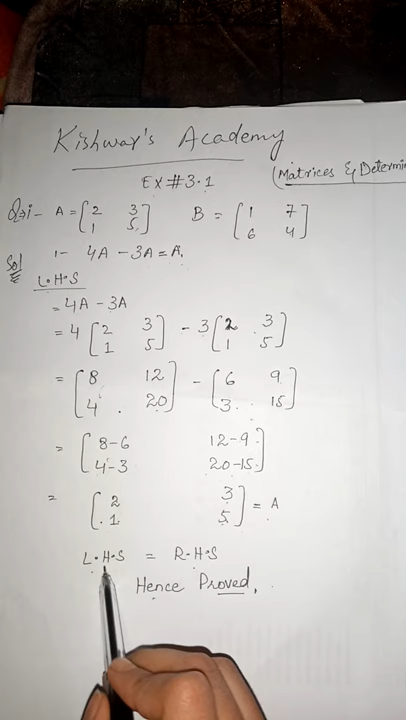 Kishwar's Academy
Ex#3.1
(Matrices & Determin
Q:i- A = [2 3 1 5] B = [1 7 6 4]
Sol 1- 4A - 3A = A.
L.H.S
= 4A - 3A
= 4 [2 3 1 5] - 3 [2 3 1 5]
= [8 12 4 20] - [6 9 3 15]
= [8-6 12-9 4-3 20-15]
= [2 3 1 5] = A
L.H.S = R.H.S
Hence Proved.